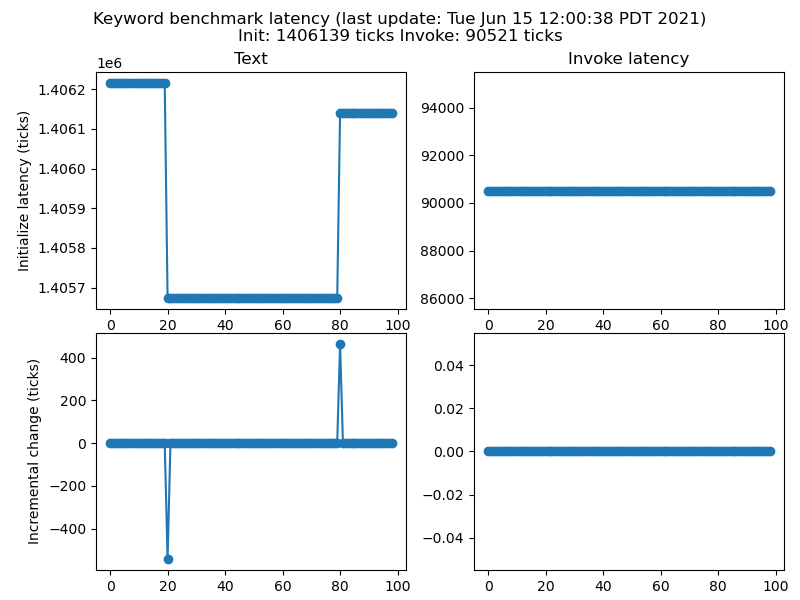 Keyword benchmark latency (last update: Tue Jun 15 12:00:38 PDT 2021)
Init: 1406139 ticks Invoke: 90521 ticks
Text
1e6
Initialize latency (ticks)
1.4062
1.4061
1.4060
1.4059
1.4058
1.4057
0 20 40 60 80 100
Invoke latency
94000
92000
90000
88000
86000
0 20 40 60 80 100
Incremental change (ticks)
400
200
0
−200
−400
0 20 40 60 80 100
0.04
0.02
0.00
−0.02
−0.04
0 20 40 60 80 100